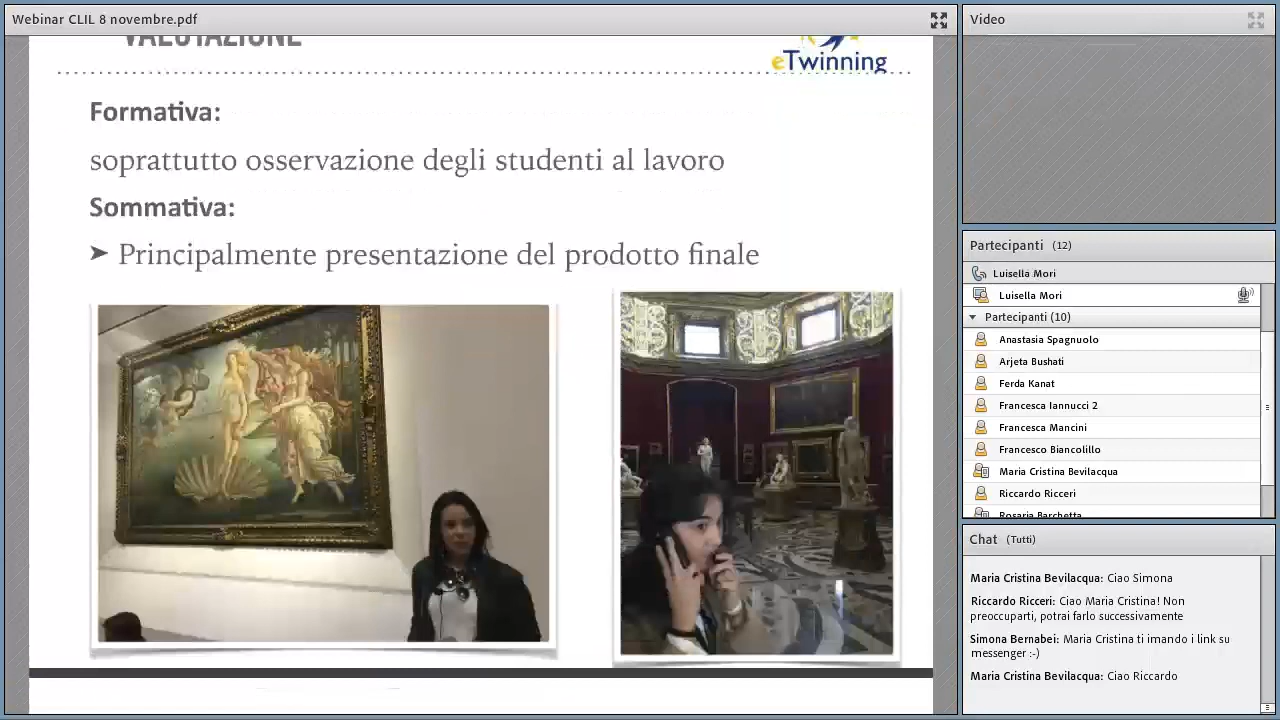 Webinar CLIL 8 novembre.pdf
VALUTAZIONE
eTwinning
Formativa:
soprattutto osservazione degli studenti al lavoro
Sommativa:
➤ Principalmente presentazione del prodotto finale
Video
Partecipanti (12)
Luisella Mori
Luisella Mori
Partecipanti (10)
Anastasia Spagnuolo
Arjeta Bushati
Ferda Kanat
Francesca Iannucci 2
Francesca Mancini
Francesco Biancolillo
Maria Cristina Bevilacqua
Riccardo Ricceri
Rosaria Barchetta
Chat (Tutti)
Maria Cristina Bevilacqua: Ciao Simona
Riccardo Ricceri: Ciao Maria Cristina! Non
preoccuparti, potrai farlo successivamente
Simona Bernabei: Maria Cristina ti imando i link su
messenger :-)
Maria Cristina Bevilacqua: Ciao Riccardo